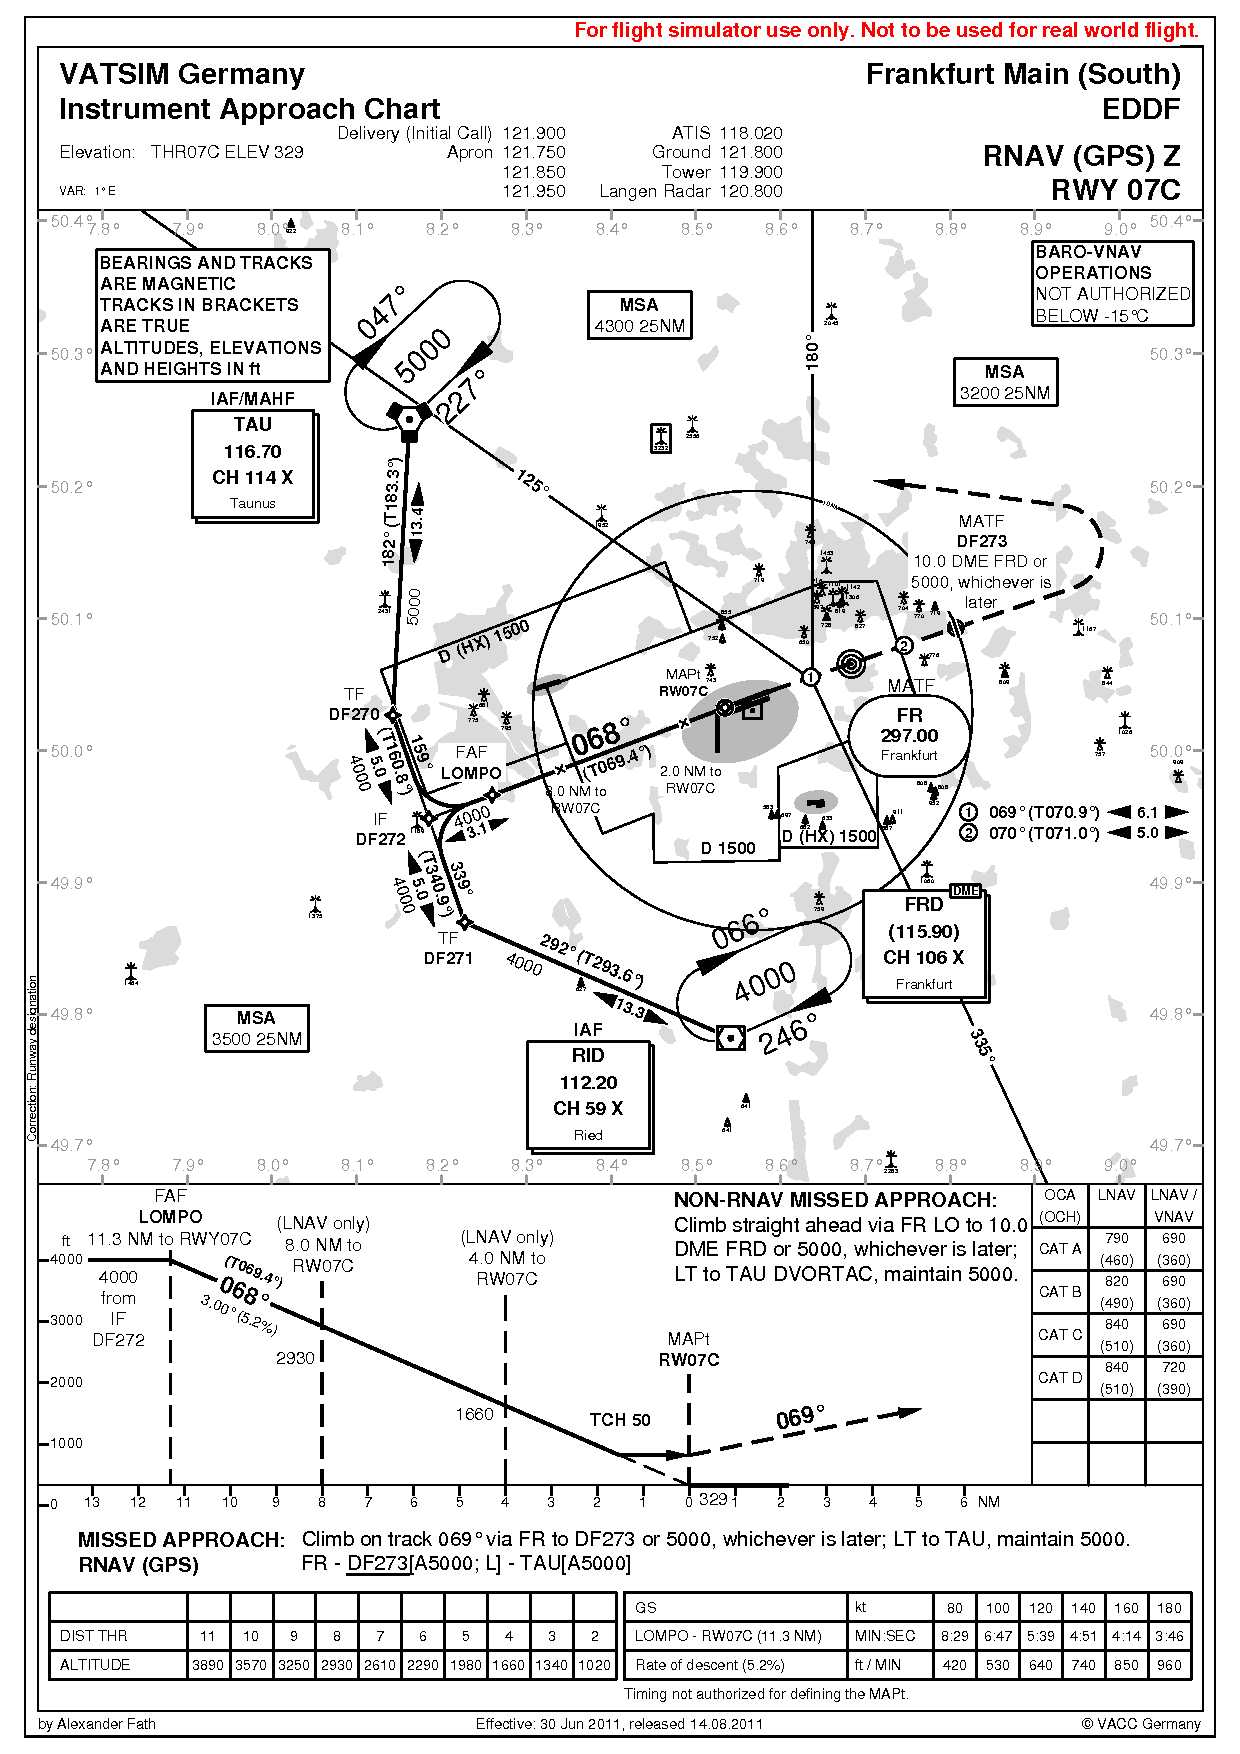 For flight simulator use only. Not to be used for real world flight.
VATSIM Germany
Frankfurt Main (South)
Instrument Approach Chart
EDDF
Delivery (Initial Call) 121.900
ATIS 118.020
Elevation: THR07C ELEV 329
Apron 121.750
Ground 121.800
RNAV (GPS) Z
121.850
Tower 119.900
VAR: 1°E
121.950
Langen Radar 120.800
RWY 07C
50.4° 7.8° 7.9° 8.0° 8.1° 8.2° 8.3° 8.4° 8.5° 8.6° 8.7° 8.8° 8.9° 9.0° 50.4°
BEARINGS AND TRACKS
ARE MAGNETIC
TRACKS IN BRACKETS
ARE TRUE
ALTITUDES, ELEVATIONS
AND HEIGHTS IN ft
BARO-VNAV
OPERATIONS
NOT AUTHORIZED
BELOW -15°C
MSA
4300 25NM
MSA
3200 25NM
047°
5000
227°
180°
50.3°
50.3°
IAF/MAHF
TAU
116.70
CH 114 X
Taunus
125°
50.2°
50.2°
182° (T183.3°)
13.4
5000
MATF
DF273
10.0 DME FRD or
5000, whichever is
later
50.1°
50.1°
D (HX) 1500
TF
DF270
159°
(T160.8°)
5.0
4000
MAPt
RW07C
MATF
FR
297.00
Frankfurt
068°
(T069.4°)
FAF
LOMPO
50.0°
50.0°
8.0 NM to
RW07C
2.0 NM to
RW07C
IF
DF272
4000
3.1
1 069° (T070.9°) 6.1
2 070° (T071.0°) 5.0
D 1500
D (HX) 1500
339°
(T340.9°)
5.0
4000
49.9°
49.9°
TF
DF271
292° (T293.6°)
4000
13.3
066°
4000
246°
DME
FRD
(115.90)
CH 106 X
Frankfurt
49.8°
49.8°
MSA
3500 25NM
IAF
RID
112.20
CH 59 X
Ried
335°
Correction: Runway designation
49.7°
49.7°
7.8° 7.9° 8.0° 8.1° 8.2° 8.3° 8.4° 8.5° 8.6° 8.7° 8.8° 8.9° 9.0°
FAF
LOMPO
11.3 NM to RWY07C
ft
4000
3000
2000
1000
0
4000
from
IF
DF272
(T069.4°)
068°
3.00° (5.2%)
(LNAV only)
8.0 NM to
RW07C
2930
(LNAV only)
4.0 NM to
RW07C
1660
MAPt
RW07C
TCH 50
069°
NON-RNAV MISSED APPROACH:
Climb straight ahead via FR LO to 10.0
DME FRD or 5000, whichever is later;
LT to TAU DVORTAC, maintain 5000.
OCA (OCH) LNAV LNAV / VNAV
CAT A 790 (460) 690 (360)
CAT B 820 (490) 690 (360)
CAT C 840 (510) 690 (360)
CAT D 840 (510) 720 (390)
13 12 11 10 9 8 7 6 5 4 3 2 1 0 329 1 2 3 4 5 6 NM
MISSED APPROACH: Climb on track 069° via FR to DF273 or 5000, whichever is later; LT to TAU, maintain 5000.
RNAV (GPS) FR - DF273[A5000; L] - TAU[A5000]
GS kt 80 100 120 140 160 180
DIST THR 11 10 9 8 7 6 5 4 3 2
LOMPO - RW07C (11.3 NM) MIN:SEC 8:29 6:47 5:39 4:51 4:14 3:46
ALTITUDE 3890 3570 3250 2930 2610 2290 1980 1660 1340 1020
Rate of descent (5.2%) ft / MIN 420 530 640 740 850 960
Timing not authorized for defining the MAPt.
by Alexander Fath
Effective: 30 Jun 2011, released 14.08.2011
© VACC Germany